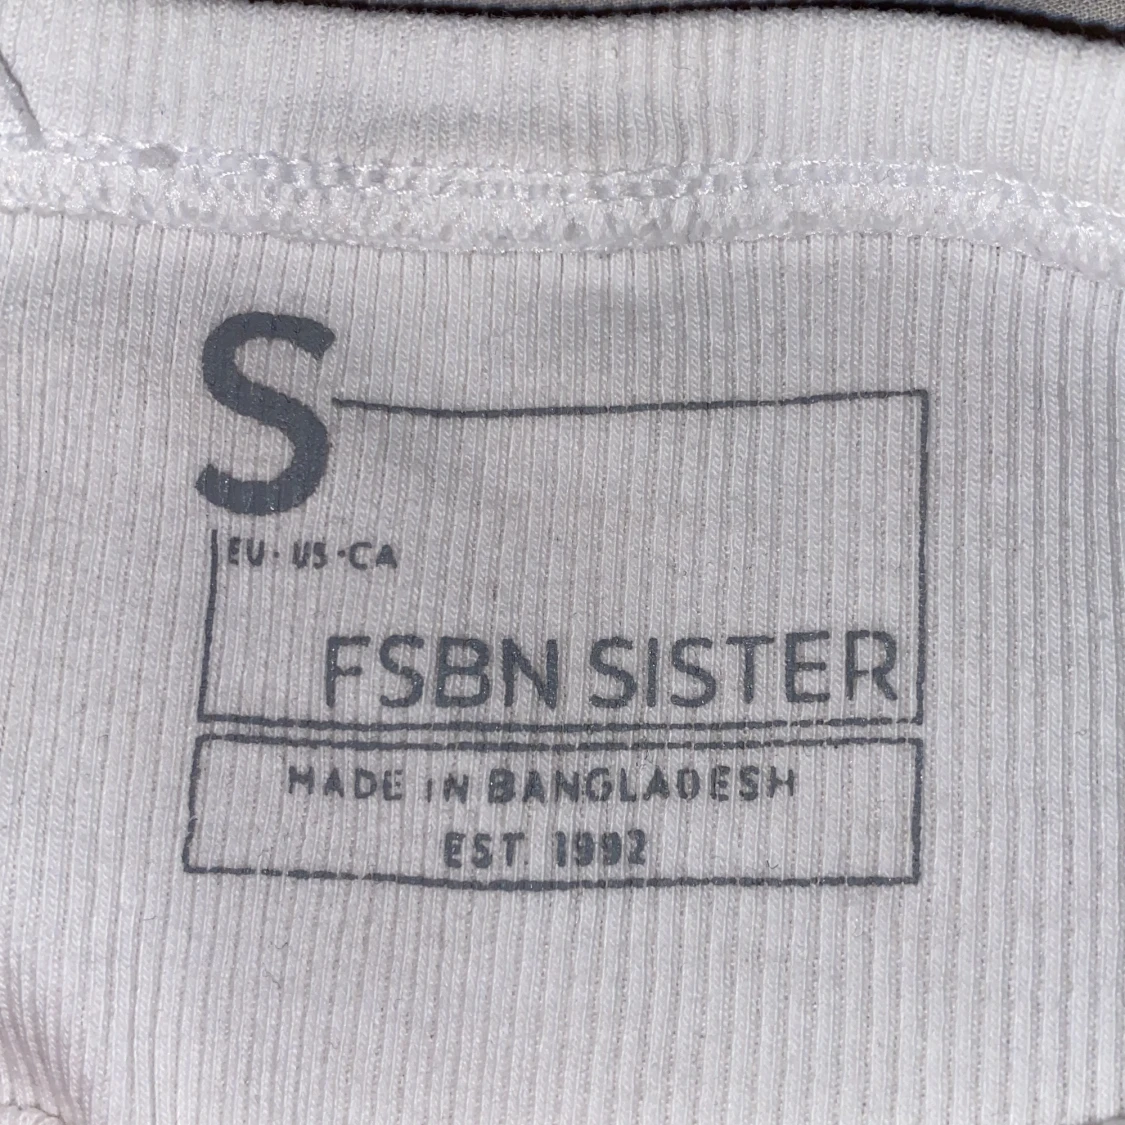 S
EU · US · CA
FSBN SISTER
MADE iN BANGLADESH
EST. 1992